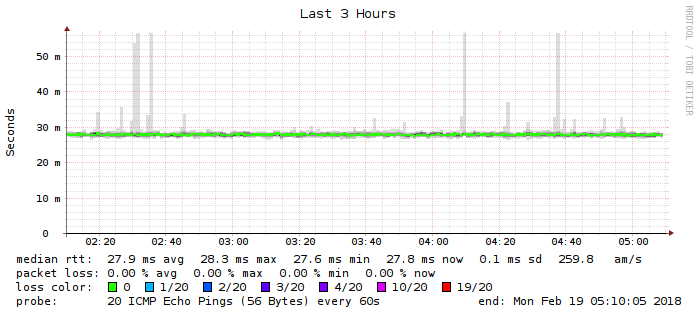 Last 3 Hours
RRDTOOL / TOBI OETIKER
Seconds
50 m
40 m
30 m
20 m
10 m
0
02:20 02:40 03:00 03:20 03:40 04:00 04:20 04:40 05:00
median rtt: 27.9 ms avg 28.3 ms max 27.6 ms min 27.8 ms now 0.1 ms sd 259.8 am/s
packet loss: 0.00 % avg 0.00 % max 0.00 % min 0.00 % now
loss color: 0 1/20 2/20 3/20 4/20 10/20 19/20
probe: 20 ICMP Echo Pings (56 Bytes) every 60s end: Mon Feb 19 05:10:05 2018